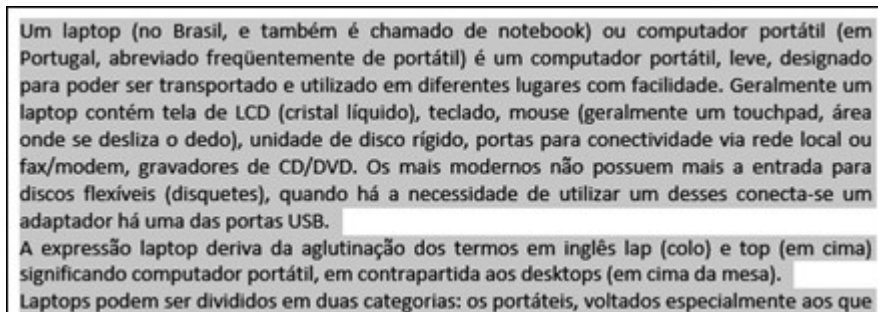 Um laptop (no Brasil, e também é chamado de notebook) ou computador portátil (em
Portugal, abreviado freqüentemente de portátil) é um computador portátil, leve, designado
para poder ser transportado e utilizado em diferentes lugares com facilidade. Geralmente um
laptop contém tela de LCD (cristal líquido), teclado, mouse (geralmente um touchpad, área
onde se desliza o dedo), unidade de disco rígido, portas para conectividade via rede local ou
fax/modem, gravadores de CD/DVD. Os mais modernos não possuem mais a entrada para
discos flexíveis (disquetes), quando há a necessidade de utilizar um desses conecta-se um
adaptador há uma das portas USB.
A expressão laptop deriva da aglutinação dos termos em inglês lap (colo) e top (em cima)
significando computador portátil, em contrapartida aos desktops (em cima da mesa).
Laptops podem ser divididos em duas categorias: os portáteis, voltados especialmente aos que